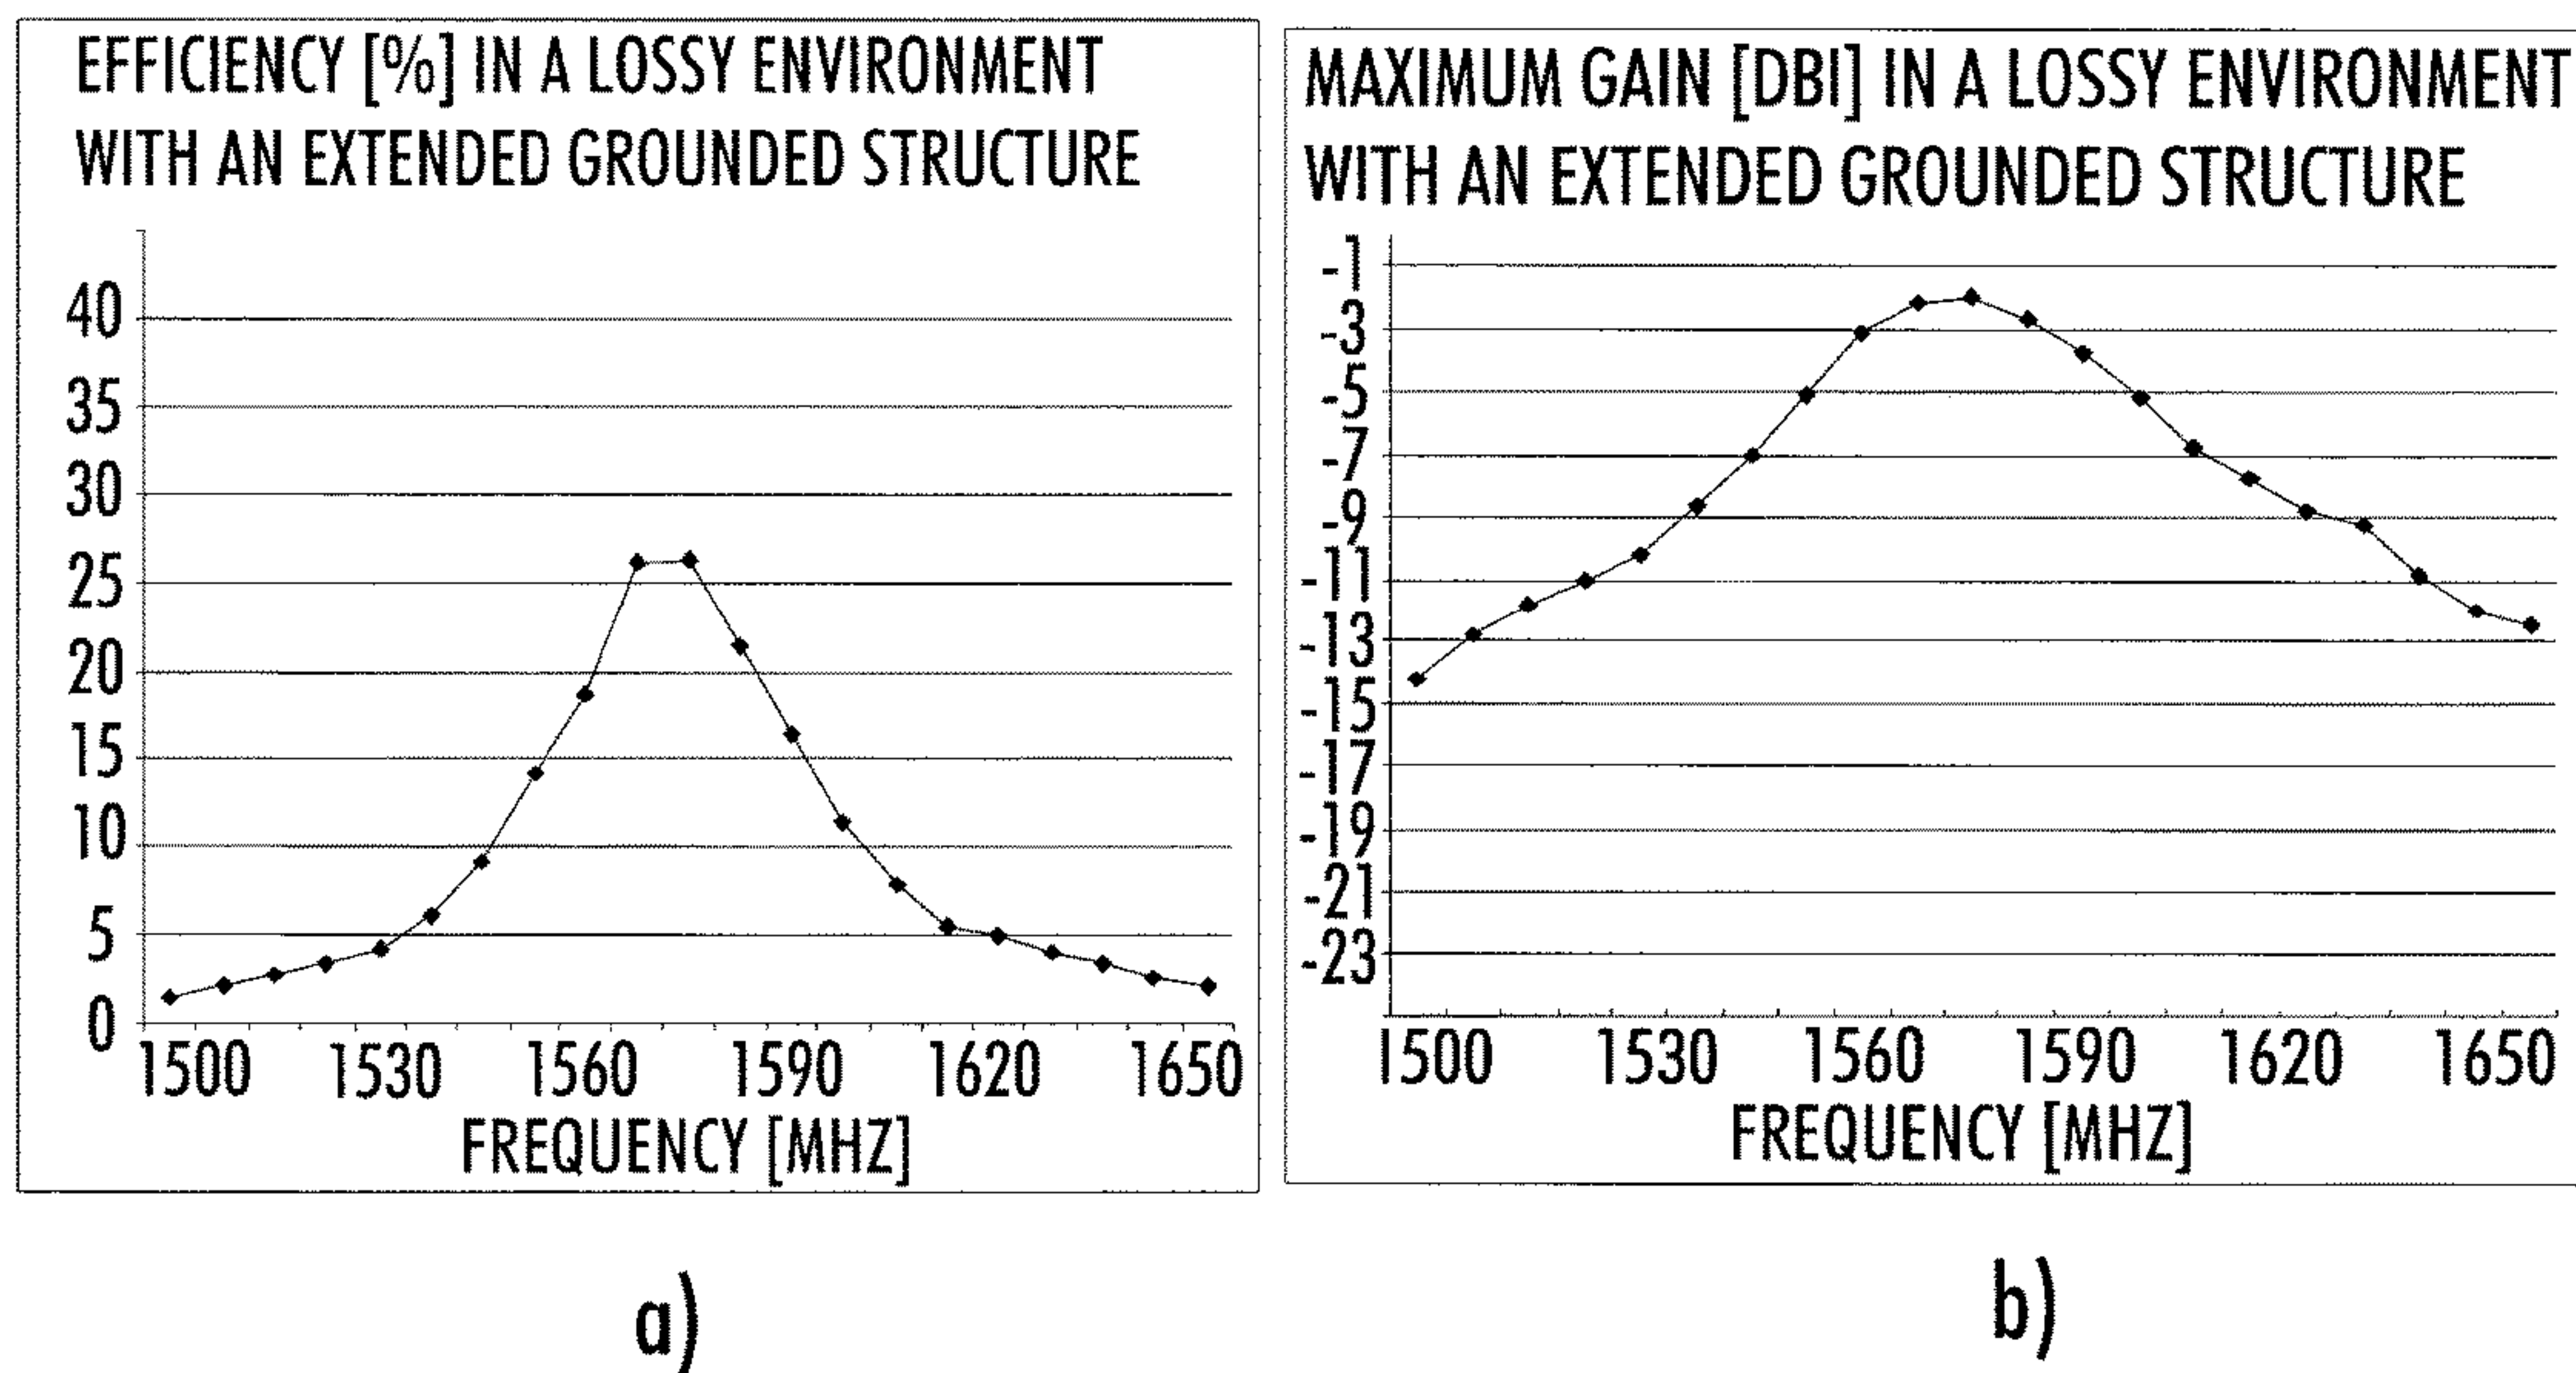 EFFICIENCY [%] IN A LOSSY ENVIRONMENT
WITH AN EXTENDED GROUNDED STRUCTURE
40
35
30
25
20
15
10
5
0
1500 1530 1560 1590 1620 1650
FREQUENCY [MHZ]
a)
MAXIMUM GAIN [DBI] IN A LOSSY ENVIRONMENT
WITH AN EXTENDED GROUNDED STRUCTURE
-1
-3
-5
-7
-9
-11
-13
-15
-17
-19
-21
-23
1500 1530 1560 1590 1620 1650
FREQUENCY [MHZ]
b)